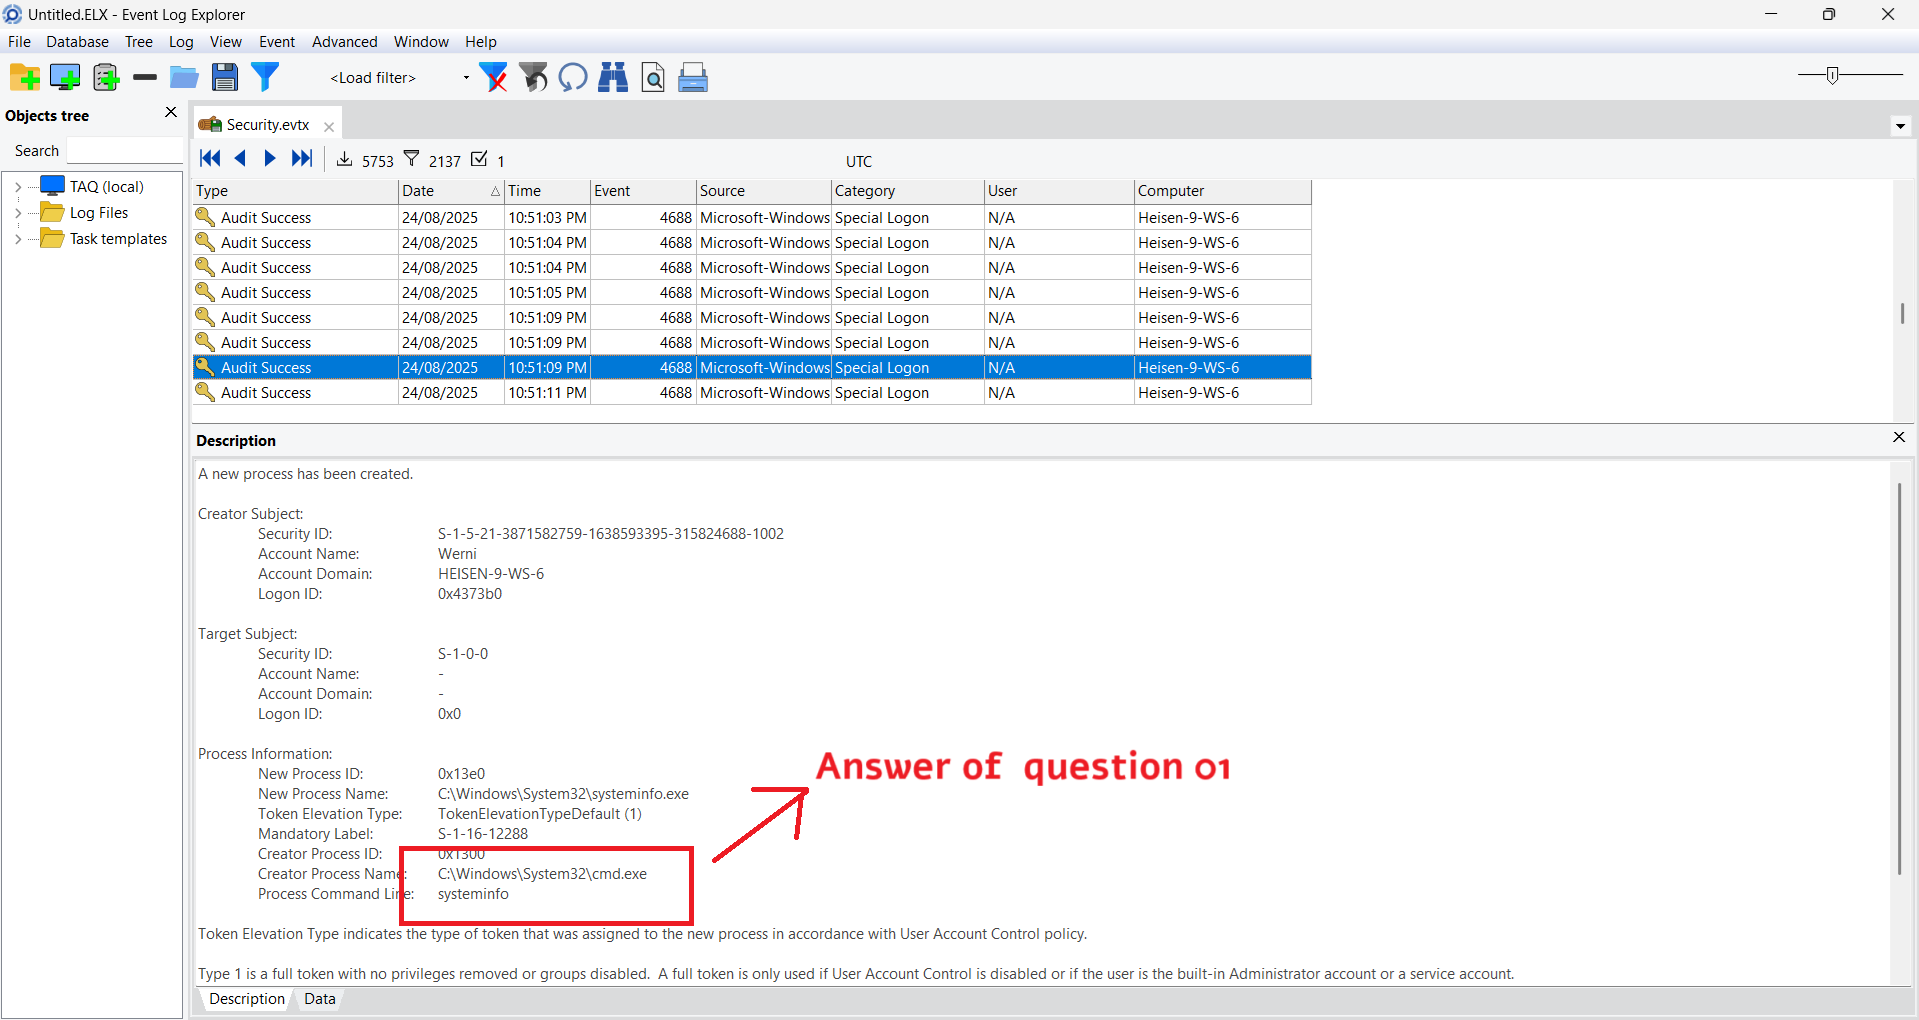 Untitled.ELX - Event Log Explorer
File Database Tree Log View Event Advanced Window Help
<Load filter>
Objects tree
Search
TAQ (local)
Log Files
Task templates
Security.evtx
5753 2137 1 UTC
Type Date Time Event Source Category User Computer
Audit Success 24/08/2025 10:51:03 PM 4688 Microsoft-Windows Special Logon N/A Heisen-9-WS-6
Audit Success 24/08/2025 10:51:04 PM 4688 Microsoft-Windows Special Logon N/A Heisen-9-WS-6
Audit Success 24/08/2025 10:51:04 PM 4688 Microsoft-Windows Special Logon N/A Heisen-9-WS-6
Audit Success 24/08/2025 10:51:05 PM 4688 Microsoft-Windows Special Logon N/A Heisen-9-WS-6
Audit Success 24/08/2025 10:51:09 PM 4688 Microsoft-Windows Special Logon N/A Heisen-9-WS-6
Audit Success 24/08/2025 10:51:09 PM 4688 Microsoft-Windows Special Logon N/A Heisen-9-WS-6
Audit Success 24/08/2025 10:51:09 PM 4688 Microsoft-Windows Special Logon N/A Heisen-9-WS-6
Audit Success 24/08/2025 10:51:11 PM 4688 Microsoft-Windows Special Logon N/A Heisen-9-WS-6
Description
A new process has been created.
Creator Subject:
Security ID: S-1-5-21-3871582759-1638593395-315824688-1002
Account Name: Werni
Account Domain: HEISEN-9-WS-6
Logon ID: 0x4373b0
Target Subject:
Security ID: S-1-0-0
Account Name: -
Account Domain: -
Logon ID: 0x0
Process Information:
New Process ID: 0x13e0
New Process Name: C:\Windows\System32\systeminfo.exe
Token Elevation Type: TokenElevationTypeDefault (1)
Mandatory Label: S-1-16-12288
Creator Process ID: 0x1300
Creator Process Name: C:\Windows\System32\cmd.exe
Process Command Line: systeminfo
Answer of question 01
Token Elevation Type indicates the type of token that was assigned to the new process in accordance with User Account Control policy.
Type 1 is a full token with no privileges removed or groups disabled. A full token is only used if User Account Control is disabled or if the user is the built-in Administrator account or a service account.
Description Data